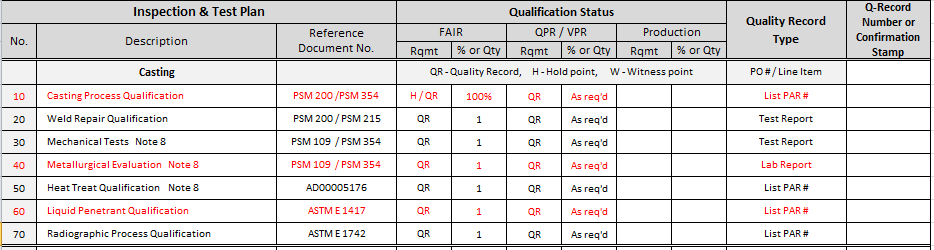 Inspection & Test Plan Qualification Status Quality Record Type Q-Record Number or Confirmation Stamp
No. Description Reference Document No. FAIR QPR / VPR Production
Rqmt % or Qty Rqmt % or Qty Rqmt % or Qty
Casting QR - Quality Record, H - Hold point, W - Witness point PO # / Line Item
10 Casting Process Qualification PSM 200 /PSM 354 H / QR 100% QR As req'd List PAR #
20 Weld Repair Qualification PSM 200 / PSM 215 QR 1 QR As req'd Test Report
30 Mechanical Tests Note 8 PSM 109 / PSM 354 QR 1 QR As req'd Test Report
40 Metallurgical Evaluation Note 8 PSM 109 / PSM 354 QR 1 QR As req'd Lab Report
50 Heat Treat Qualification Note 8 AD00005176 QR 1 QR As req'd List PAR #
60 Liquid Penetrant Qualification ASTM E 1417 QR 1 QR As req'd List PAR #
70 Radiographic Process Qualification ASTM E 1742 QR 1 QR As req'd List PAR #